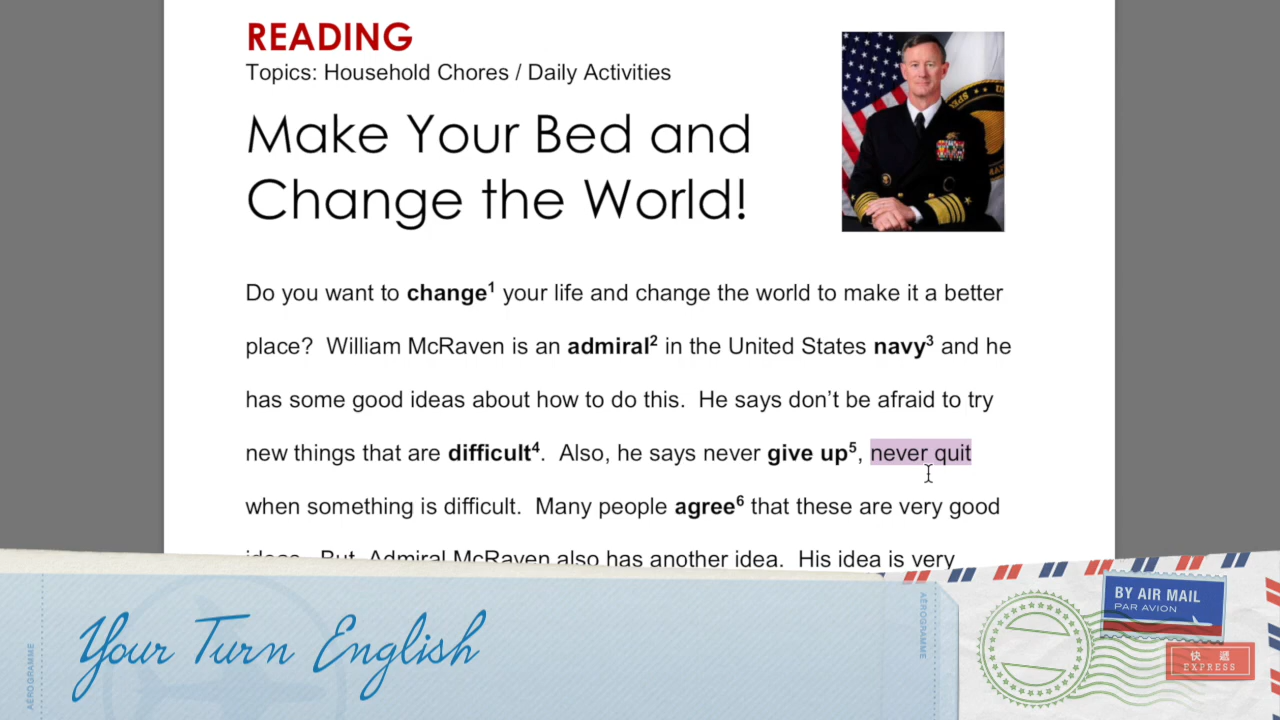 READING
Topics: Household Chores / Daily Activities
Make Your Bed and
Change the World!
Do you want to change¹ your life and change the world to make it a better
place?  William McRaven is an admiral² in the United States navy³ and he
has some good ideas about how to do this.  He says don’t be afraid to try
new things that are difficult⁴.  Also, he says never give up⁵, never quit
when something is difficult.  Many people agree⁶ that these are very good
ideas.  But, Admiral McRaven also has another idea.  His idea is very
Your Turn English
AÉROGRAMME
AÉROGRAMME
BY AIR MAIL
PAR AVION
快遞
EXPRESS